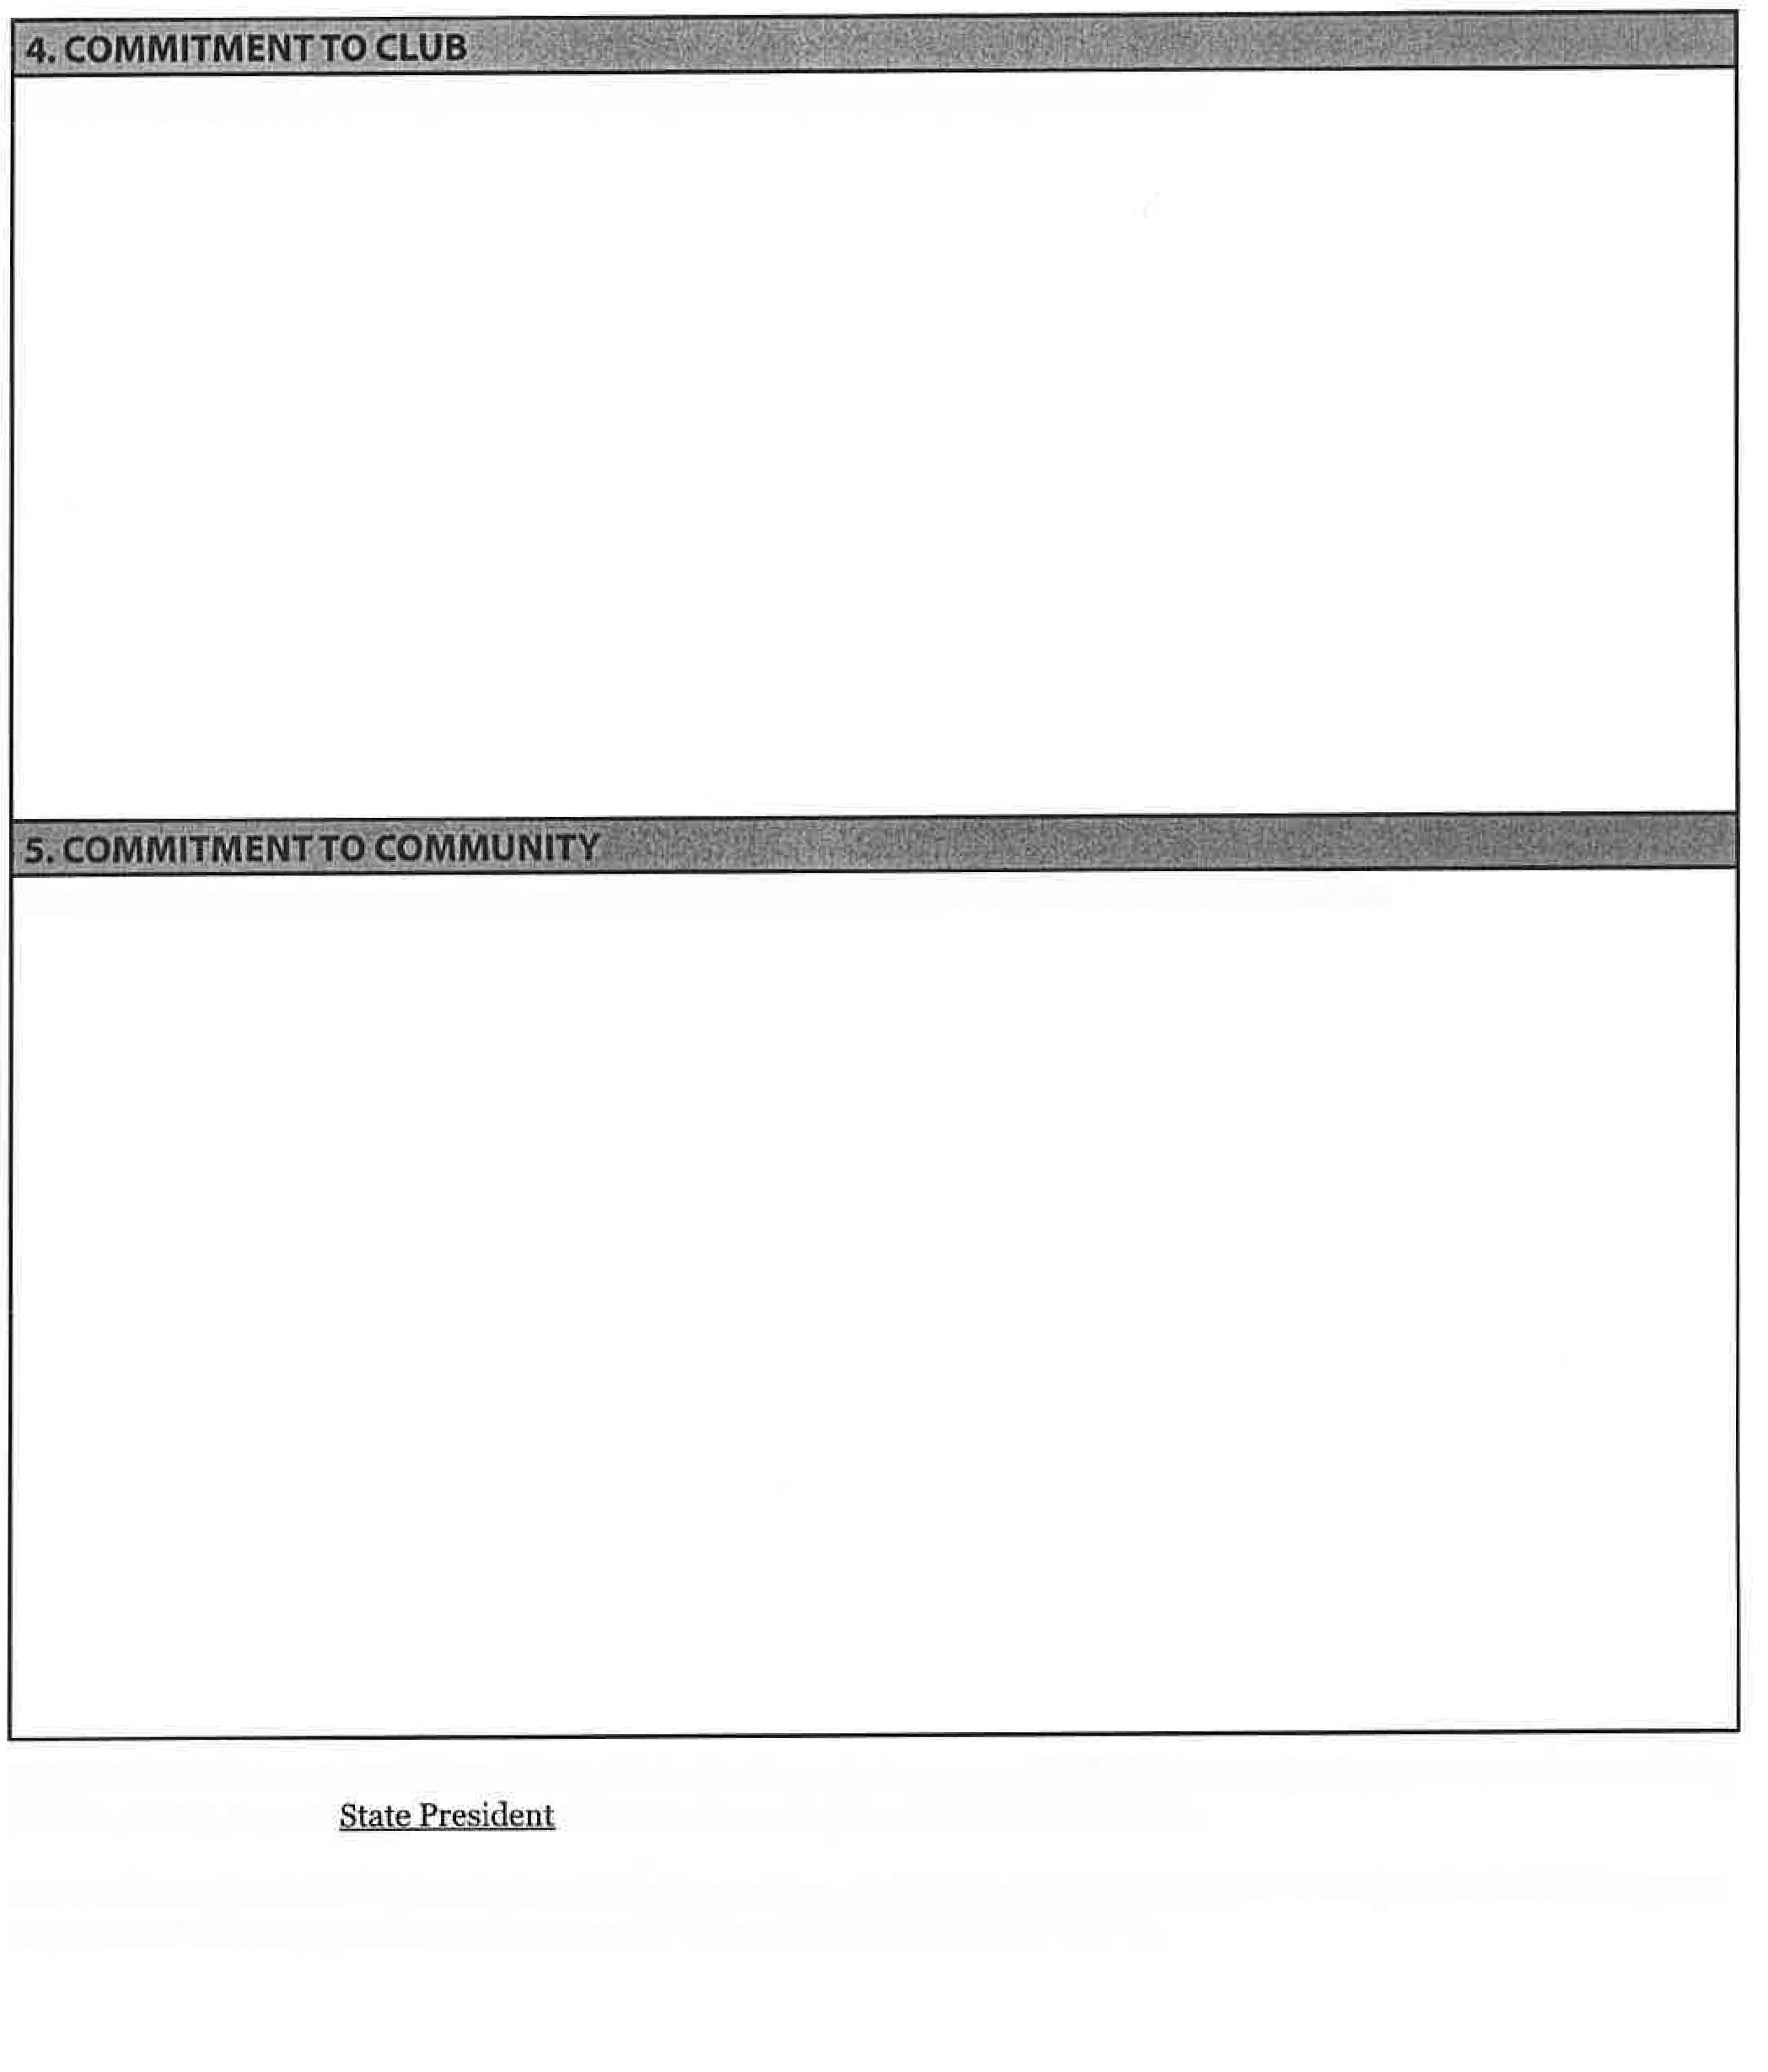 4. COMMITMENT TO CLUB
5. COMMITMENT TO COMMUNITY
State President